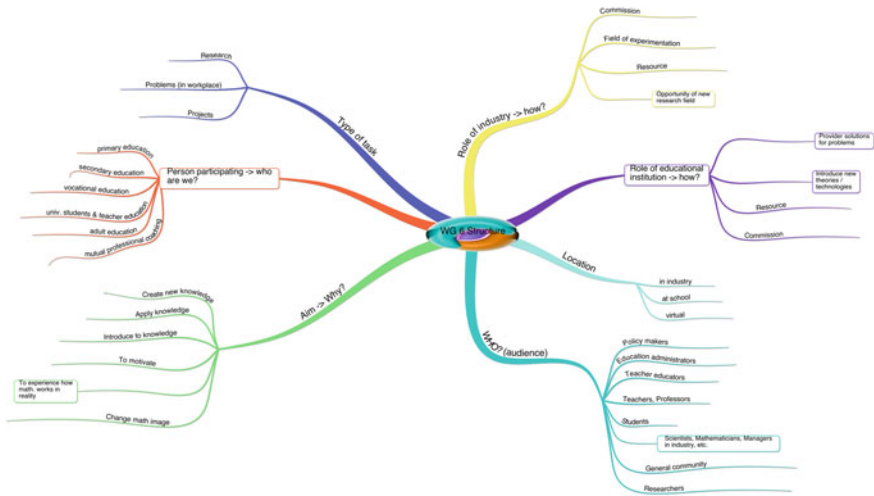 WG 6 Structure
Type of task
Research
Problems (in workplace)
Projects
Person participating -> who
are we?
primary education
secondary education
vocational education
univ. students & teacher education
adult education
mutual professional coaching
Aim -> Why?
Create new knowledge
Apply knowledge
Introduce to knowledge
To motivate
To experience how
math. works in
reality
Change math image
Role of industry -> how?
Commission
Field of experimentation
Resource
Opportunity of new
research field
Role of educational
institution -> how?
Provider solutions
for problems
Introduce new
theories /
technologies
Resource
Commission
Location
in industry
at school
virtual
WHO? (audience)
Policy makers
Education administrators
Teacher educators
Teachers, Professors
Students
Scientists, Mathematicians, Managers
in industry, etc.
General community
Researchers